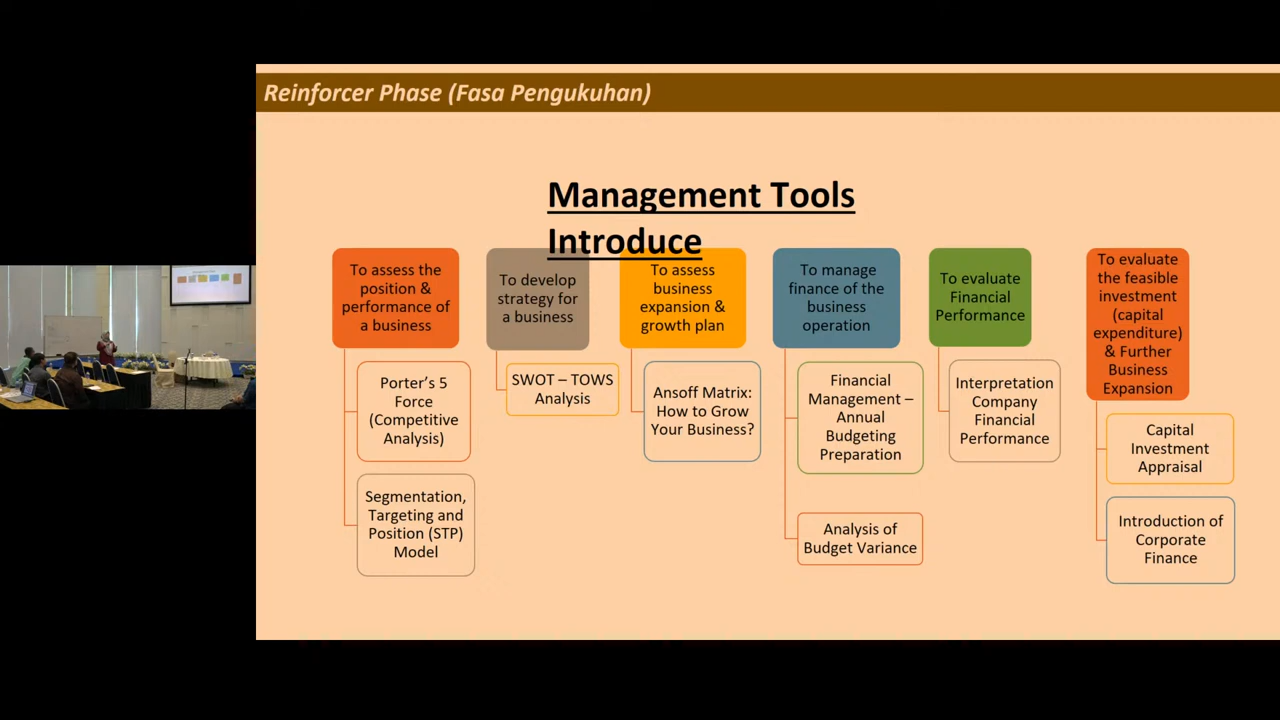 Reinforcer Phase (Fasa Pengukuhan)
Management Tools
Introduce
To assess the
position &
performance of
a business
Porter's 5
Force
(Competitive
Analysis)
Segmentation,
Targeting and
Position (STP)
Model
To develop
strategy for
a business
SWOT – TOWS
Analysis
To assess
business
expansion &
growth plan
Ansoff Matrix:
How to Grow
Your Business?
To manage
finance of the
business
operation
Financial
Management –
Annual
Budgeting
Preparation
Analysis of
Budget Variance
To evaluate
Financial
Performance
Interpretation
Company
Financial
Performance
To evaluate
the feasible
investment
(capital
expenditure)
& Further
Business
Expansion
Capital
Investment
Appraisal
Introduction of
Corporate
Finance